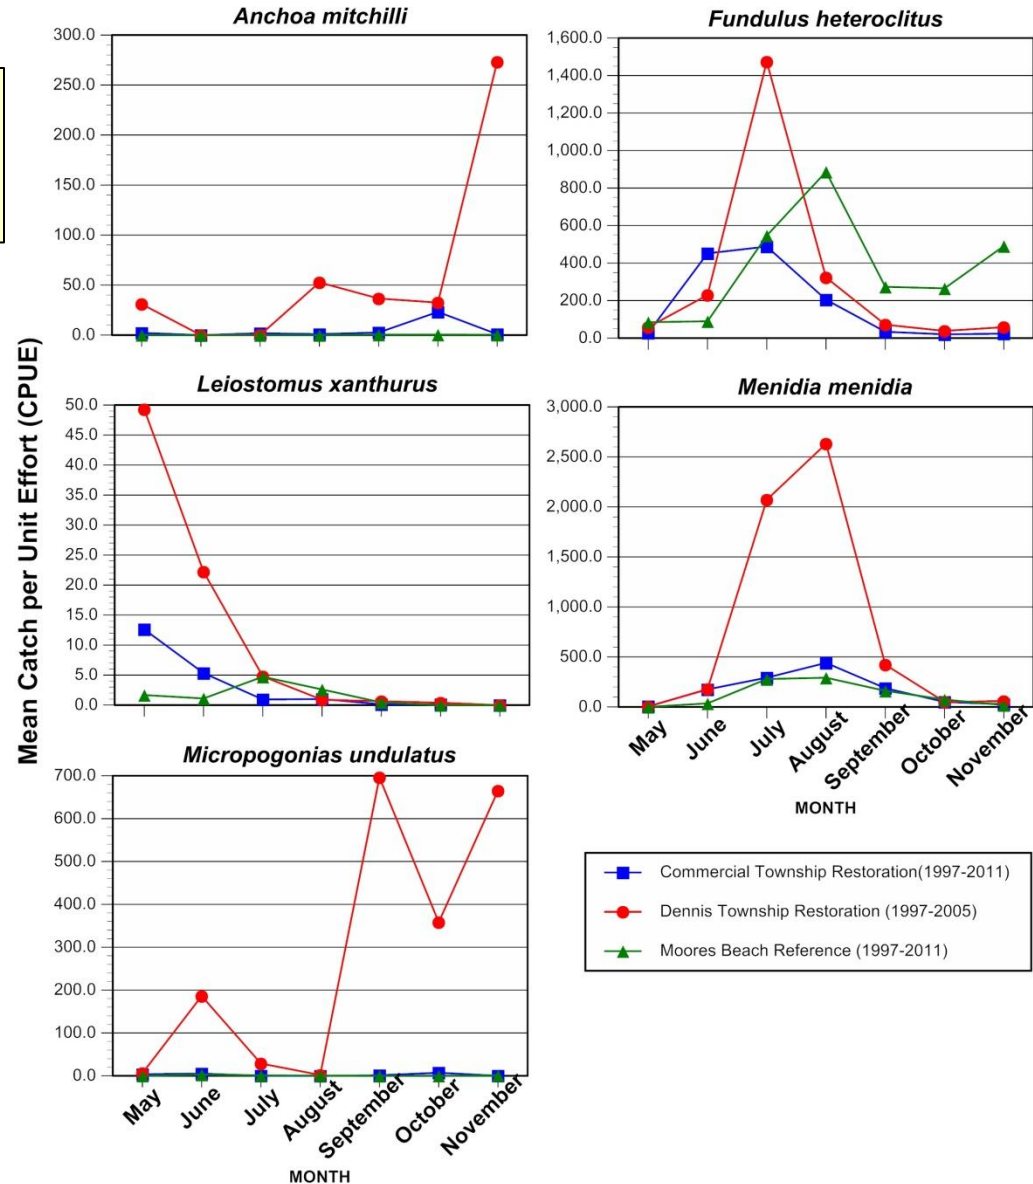 Mean Catch per Unit Effort (CPUE)
Anchoa mitchilli
300.0
250.0
200.0
150.0
100.0
50.0
0.0
Fundulus heteroclitus
1,600.0
1,400.0
1,200.0
1,000.0
800.0
600.0
400.0
200.0
0.0
Leiostomus xanthurus
50.0
45.0
40.0
35.0
30.0
25.0
20.0
15.0
10.0
5.0
0.0
Menidia menidia
3,000.0
2,500.0
2,000.0
1,500.0
1,000.0
500.0
0.0
May
June
July
August
September
October
November
MONTH
Micropogonias undulatus
700.0
600.0
500.0
400.0
300.0
200.0
100.0
0.0
May
June
July
August
September
October
November
MONTH
Commercial Township Restoration(1997-2011)
Dennis Township Restoration (1997-2005)
Moores Beach Reference (1997-2011)